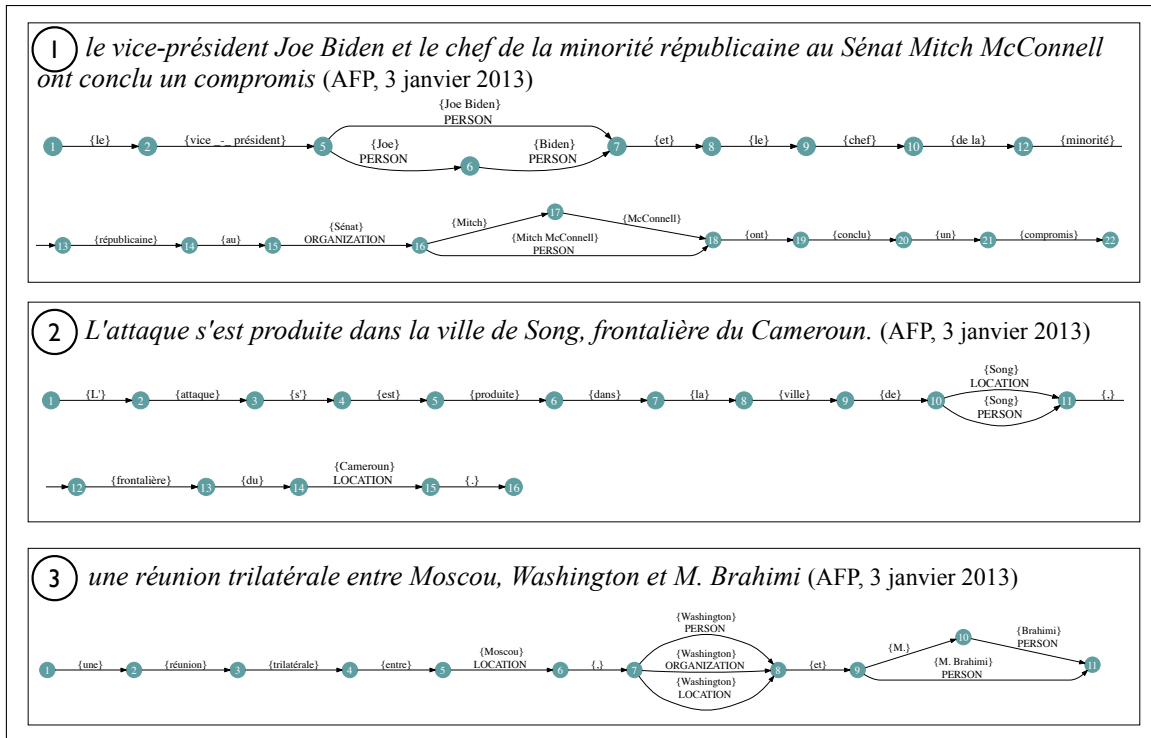 1 le vice-président Joe Biden et le chef de la minorité républicaine au Sénat Mitch McConnell
ont conclu un compromis (AFP, 3 janvier 2013)
{Joe Biden}
PERSON
1 {le} 2 {vice _-_ président} 5 {Joe} PERSON 6 {Biden} PERSON 7 {et} 8 {le} 9 {chef} 10 {de la} 12 {minorité}
13 {républicaine} 14 {au} 15 {Sénat} ORGANIZATION 16 {Mitch} 17 {McConnell} 18 {ont} 19 {conclu} 20 {un} 21 {compromis} 22
{Mitch McConnell}
PERSON
2 L'attaque s'est produite dans la ville de Song, frontalière du Cameroun. (AFP, 3 janvier 2013)
1 {L'} 2 {attaque} 3 {s'} 4 {est} 5 {produite} 6 {dans} 7 {la} 8 {ville} 9 {de} 10 {Song} LOCATION 11 {,}
{Song}
PERSON
12 {frontalière} 13 {du} 14 {Cameroun} LOCATION 15 {.} 16
3 une réunion trilatérale entre Moscou, Washington et M. Brahimi (AFP, 3 janvier 2013)
{Washington}
PERSON
1 {une} 2 {réunion} 3 {trilatérale} 4 {entre} 5 {Moscou} LOCATION 6 {,} 7 {Washington} ORGANIZATION 8 {et} 9 {M.} 10 {Brahimi} PERSON 11
{Washington}
LOCATION
{M. Brahimi}
PERSON